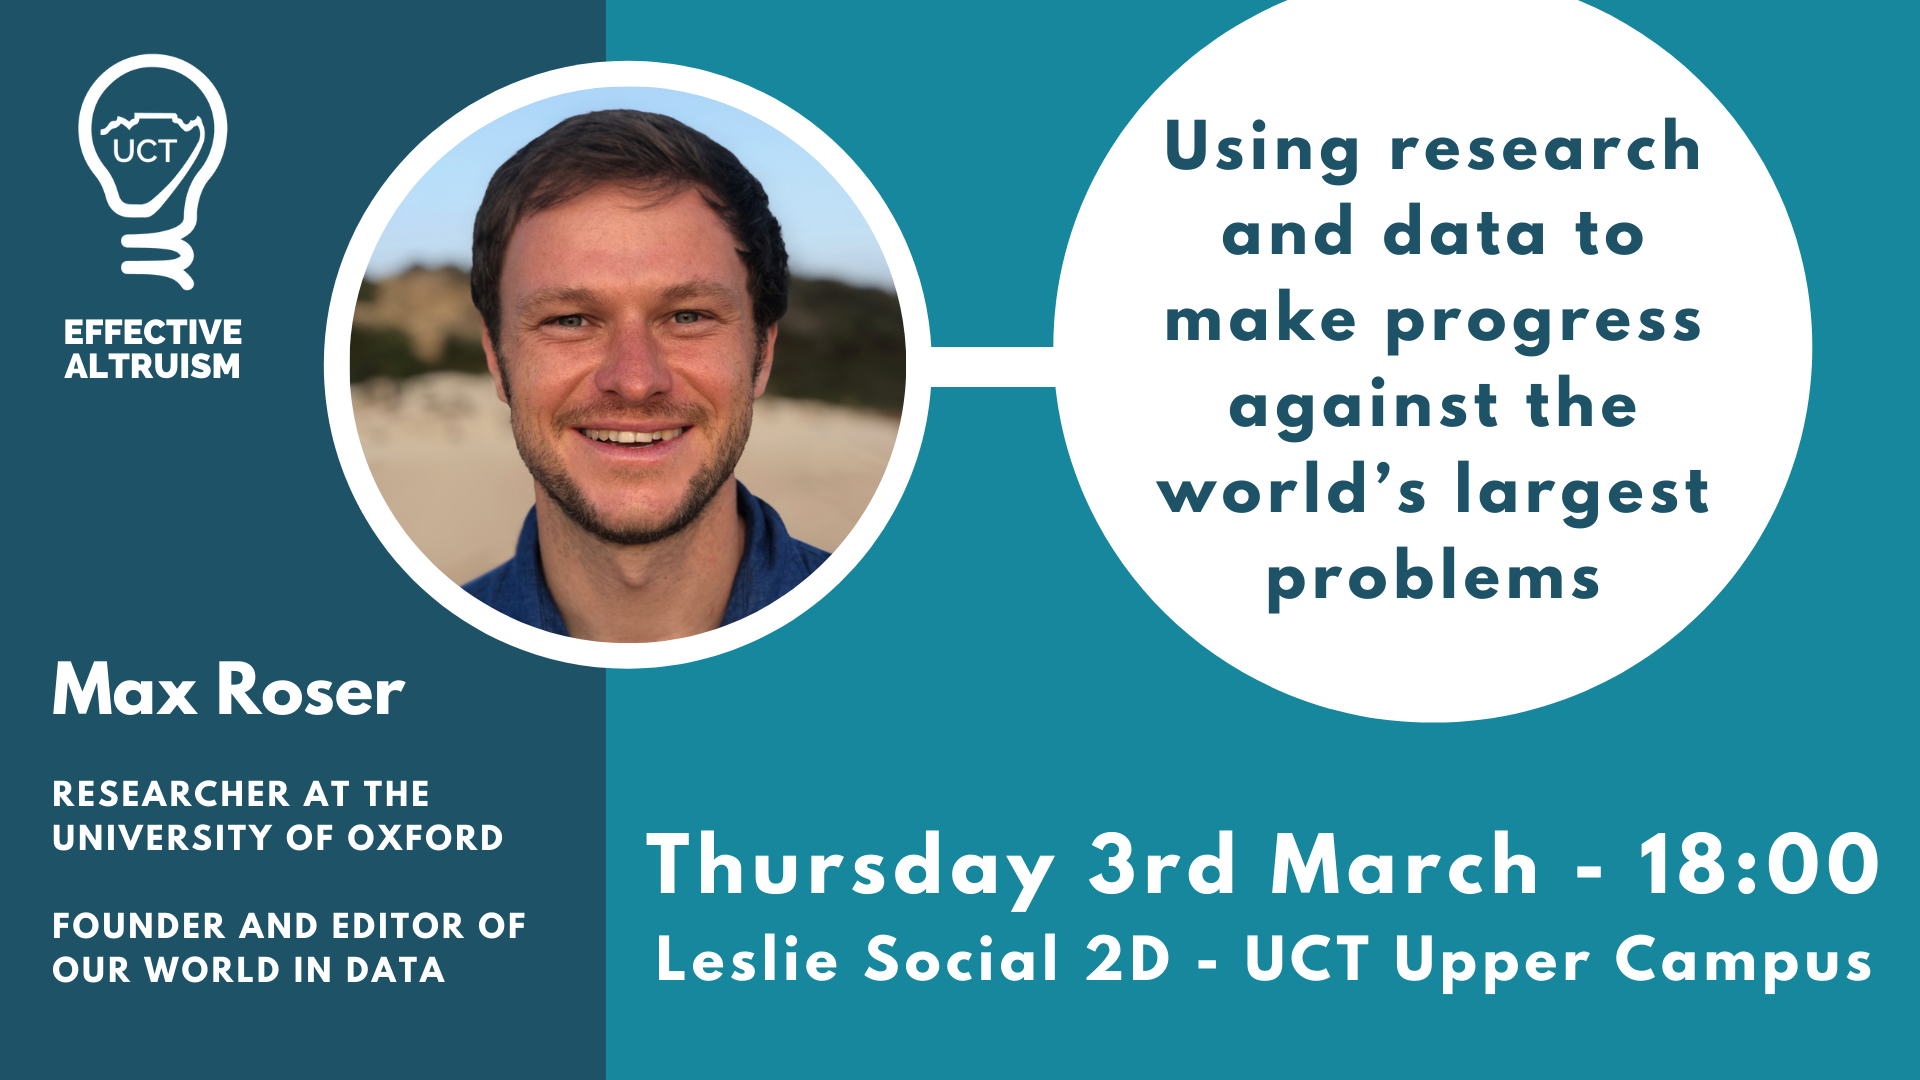 UCT
EFFECTIVE
ALTRUISM
Max Roser
RESEARCHER AT THE
UNIVERSITY OF OXFORD
FOUNDER AND EDITOR OF
OUR WORLD IN DATA
Using research
and data to
make progress
against the
world’s largest
problems
Thursday 3rd March - 18:00
Leslie Social 2D - UCT Upper Campus